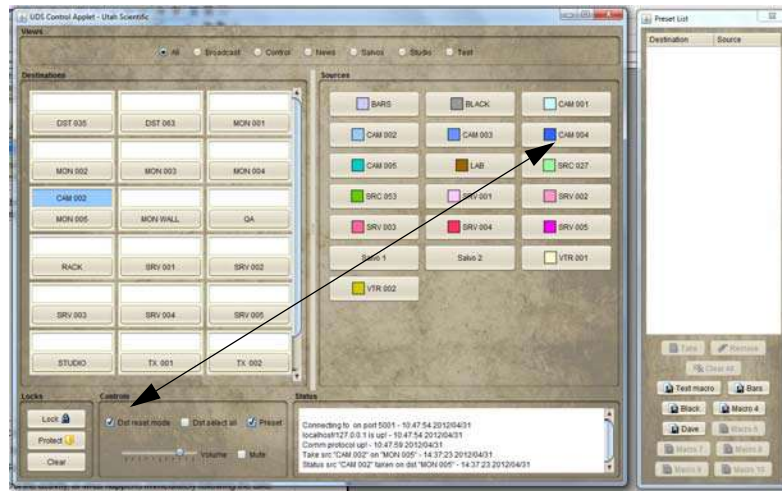 UDS Control Applet - Utah Scientific
Views
All Broadcast Control News Salvos Studio Test
Destinations
DST 035 DST 063 MON 001
MON 002 MON 003 MON 004
CAM 002
MON 005 MON WALL QA
RACK SRV 001 SRV 002
SRV 003 SRV 004 SRV 005
STUDIO TX 001 TX 002
Sources
BARS BLACK CAM 001
CAM 002 CAM 003 CAM 004
CAM 005 LAB SRC 027
SRC 053 SRV 001 SRV 002
SRV 003 SRV 004 SRV 005
Salvo 1 Salvo 2 VTR 001
VTR 002
Locks
Lock
Protect
Clear
Controls
Dst reset mode Dst select all Preset
Volume Mute
Status
Connecting to on port 5001 - 10:47:54 2012/04/31
localhost/127.0.0.1 is up! - 10:47:54 2012/04/31
Comm protocol up! - 10:47:59 2012/04/31
Take src "CAM 002" on "MON 005" - 14:37:23 2012/04/31
Status src "CAM 002" taken on dst "MON 005" - 14:37:23 2012/04/31
Preset List
Destination Source
Take Remove
Clear All
Test macro Bars
Black Macro 4
Dave Macro 6
Macro 7 Macro 8
Macro 9 Macro 10